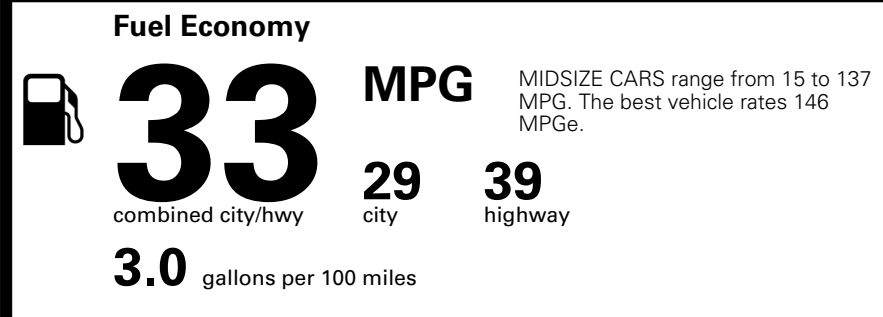 Fuel Economy
33 MPG
MIDSIZE CARS range from 15 to 137
MPG. The best vehicle rates 146
MPGe.
combined city/hwy
29
city
39
highway
3.0 gallons per 100 miles